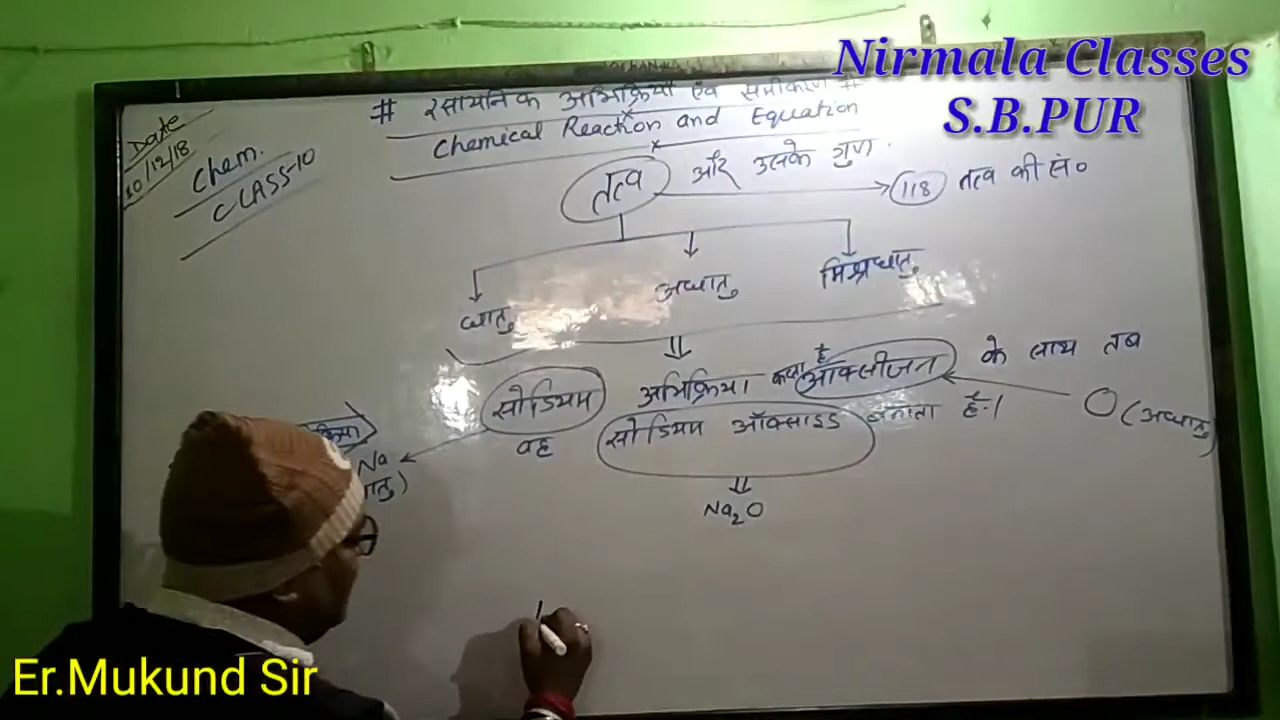 Nirmala Classes
S.B.PUR
Date
10/12/18
Chem.
CLASS-10
# रसायनिक अभिक्रिया एवं समीकरण #
Chemical Reaction and Equation
तत्व और उसके गुण.
118 तत्व की सं०
धातु अधातु मिश्रधातु
सोडियम अभिक्रिया करता है ऑक्सीजन के साथ तब
वह सोडियम ऑक्साइड बनाता है-।
O (अधातु)
Na
Na₂O
Er.Mukund Sir